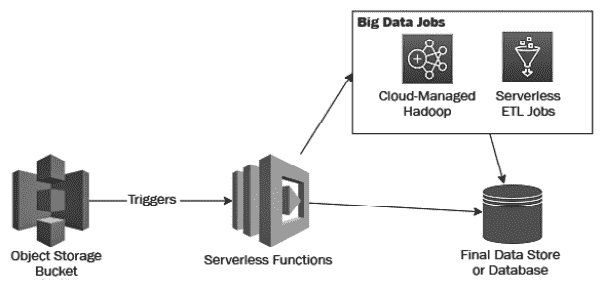 Big Data Jobs
Cloud-Managed
Hadoop
Serverless
ETL Jobs
Triggers
Object Storage
Bucket
Serverless Functions
Final Data Store
or Database